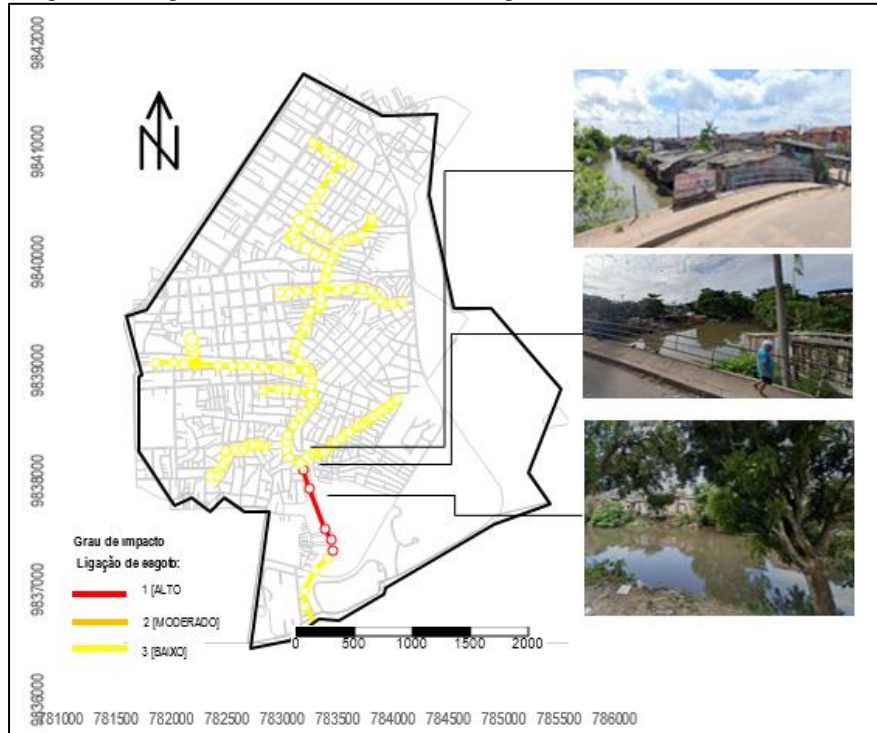 9842000
9841000
9840000
9839000
9838000
9837000
9836000
N
Grau de impacto
Ligação de esgoto:
1 [ALTO
2 [MODERADO]
3 [BAIXO]
0 500 1000 1500 2000
781000 781500 782000 782500 783000 783500 784000 784500 785000 785500 786000